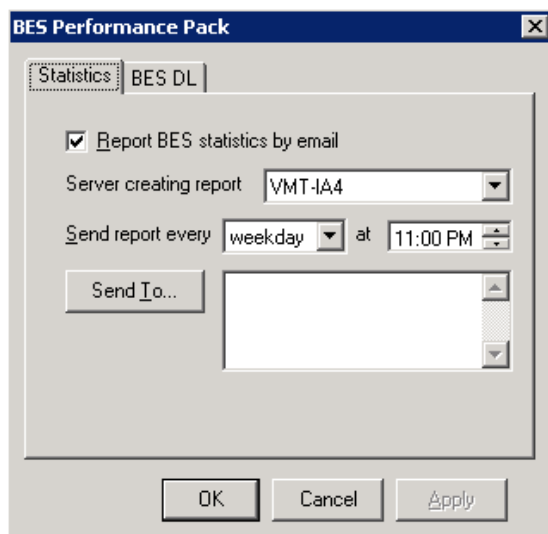 BES Performance Pack
Statistics BES DL
Report BES statistics by email
Server creating report VMT-IA4
Send report every weekday at 11:00 PM
Send To...
OK Cancel Apply